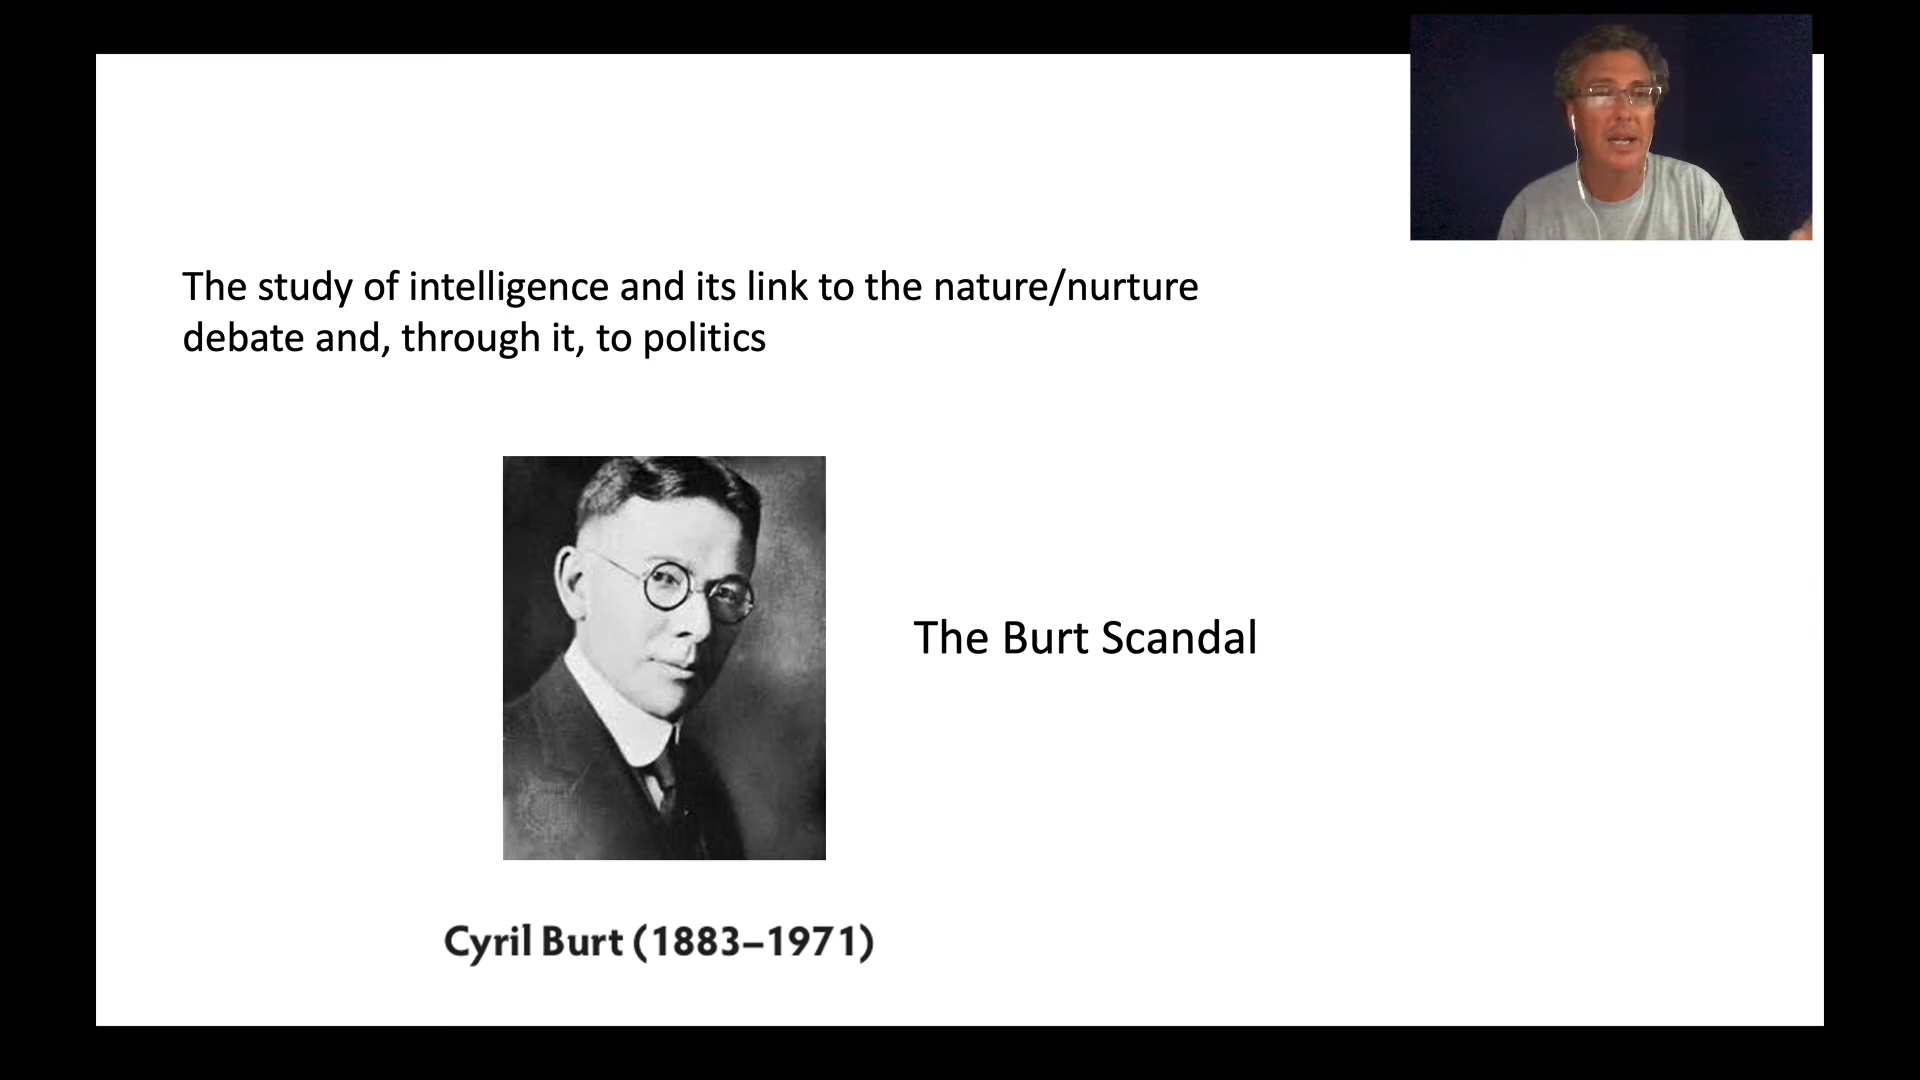 The study of intelligence and its link to the nature/nurture
debate and, through it, to politics
The Burt Scandal
Cyril Burt (1883–1971)